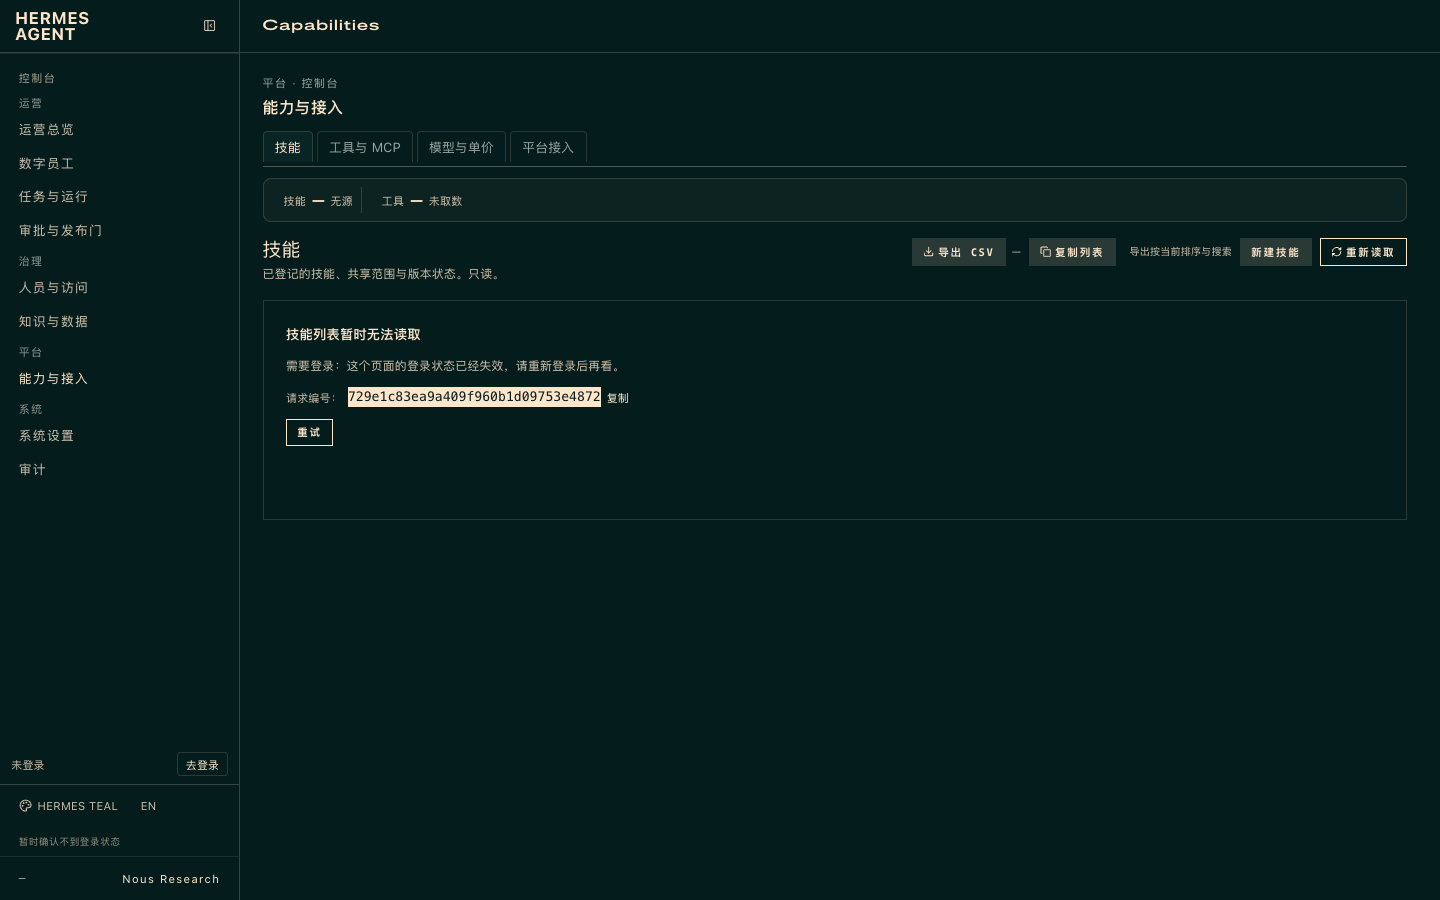 HERMES
AGENT
Capabilities
控制台
运营
运营总览
数字员工
任务与运行
审批与发布门
治理
人员与访问
知识与数据
平台
能力与接入
系统
系统设置
审计
未登录 去登录
HERMES TEAL EN
暂时确认不到登录状态
— Nous Research
平台 · 控制台
能力与接入
技能 工具与 MCP 模型与单价 平台接入
技能 — 无源 工具 — 未取数
技能
已登记的技能、共享范围与版本状态。只读。
导出 CSV — 复制列表 导出按当前排序与搜索 新建技能 重新读取
技能列表暂时无法读取
需要登录：这个页面的登录状态已经失效，请重新登录后再看。
请求编号： 729e1c83ea9a409f960b1d09753e4872 复制
重试